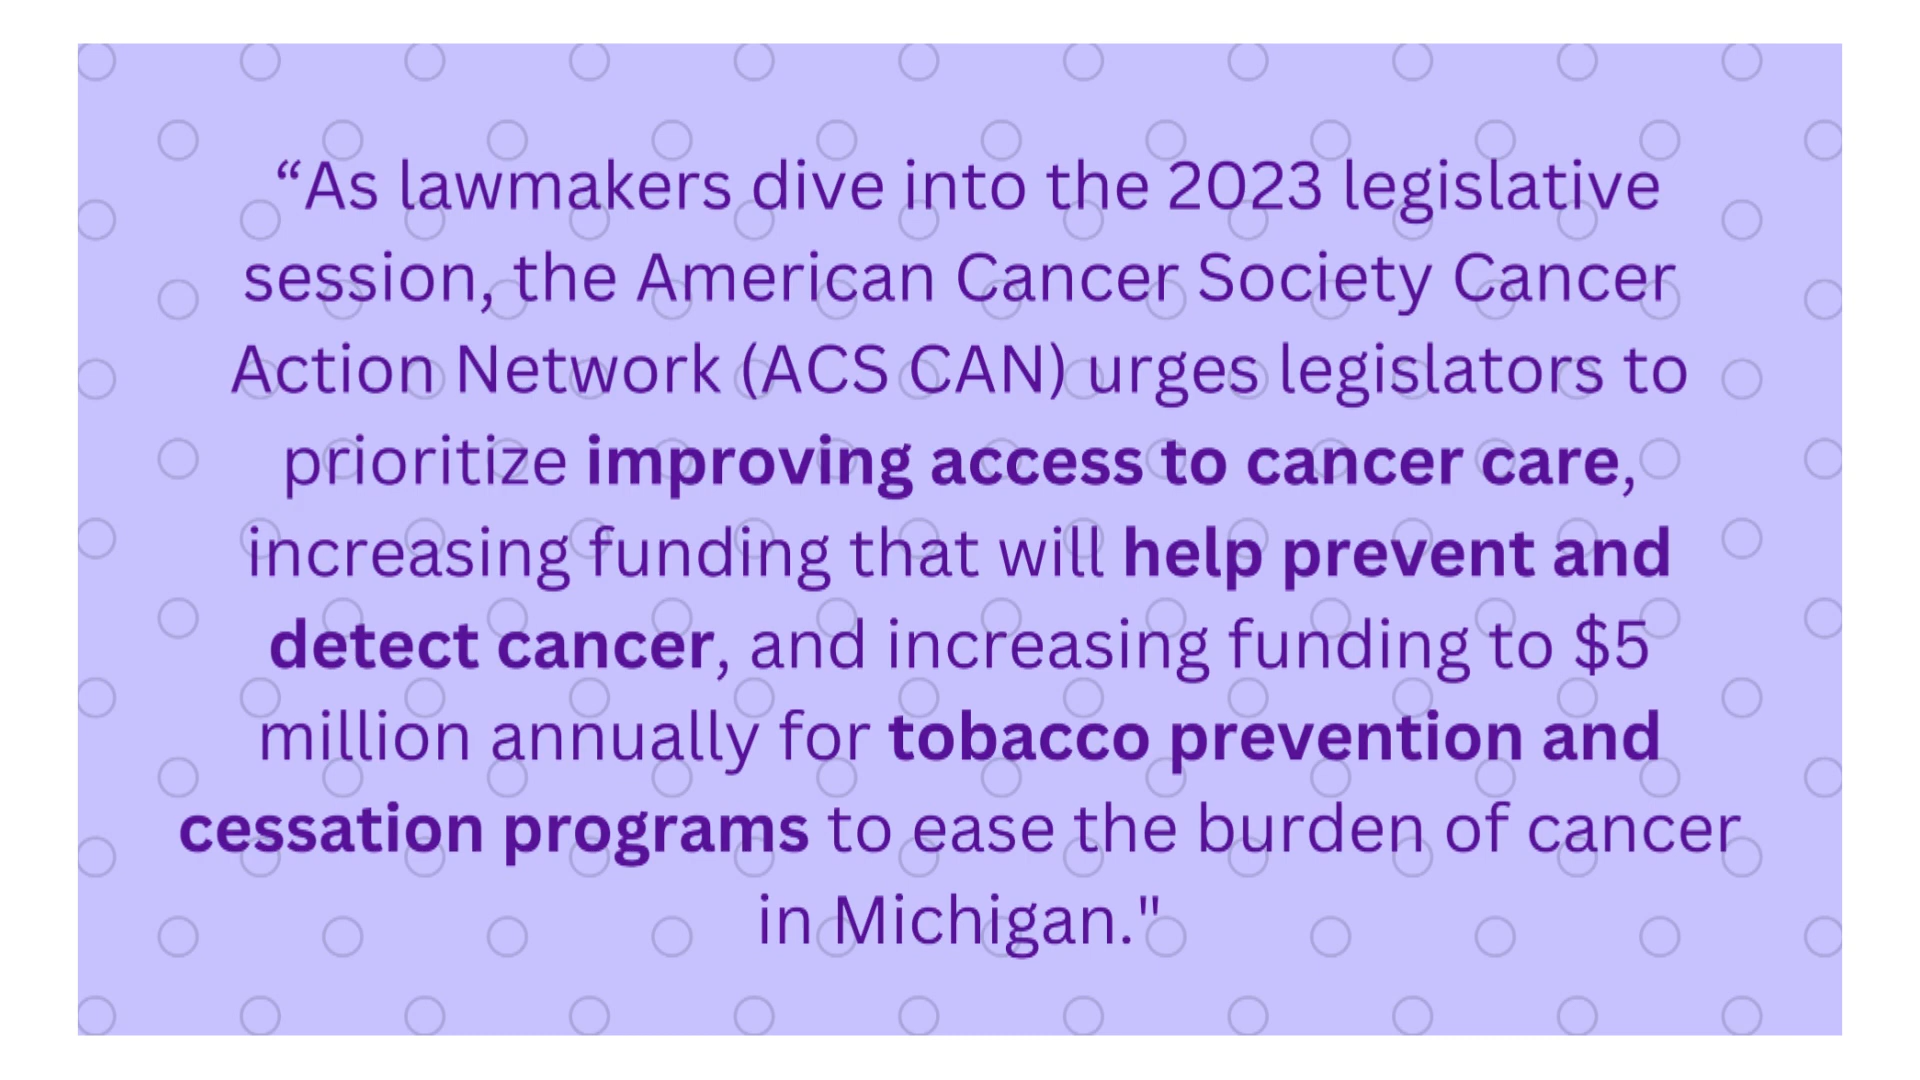 “As lawmakers dive into the 2023 legislative
session, the American Cancer Society Cancer
Action Network (ACS CAN) urges legislators to
prioritize improving access to cancer care,
increasing funding that will help prevent and
detect cancer, and increasing funding to $5
million annually for tobacco prevention and
cessation programs to ease the burden of cancer
in Michigan."